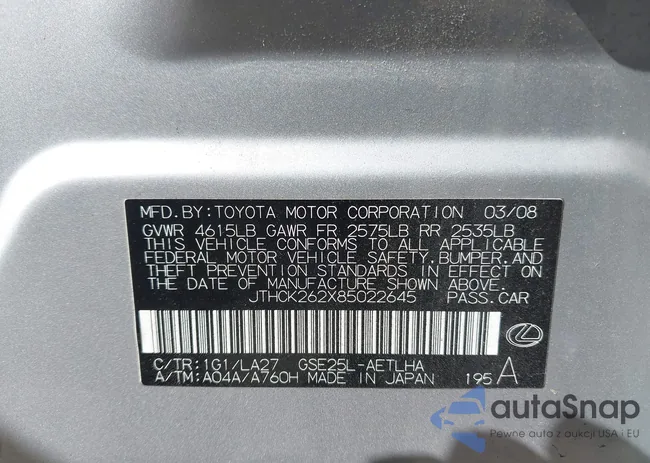 MFD.BY:TOYOTA MOTOR CORPORATION 03/08
GVWR 4615LB GAWR FR 2575LB RR 2535LB
THIS VEHICLE CONFORMS TO ALL APPLICABLE
FEDERAL MOTOR VEHICLE SAFETY,BUMPER,AND
THEFT PREVENTION STANDARDS IN EFFECT ON
THE DATE OF MANUFACTURE SHOWN ABOVE.
JTHCK262X85022645 PASS.CAR
C/TR:1G1/LA27 GSE25L-AETLHA
A/TM:A04A/A760H MADE IN JAPAN 195 A
autaSnap
Pewne auta z aukcji USA i EU